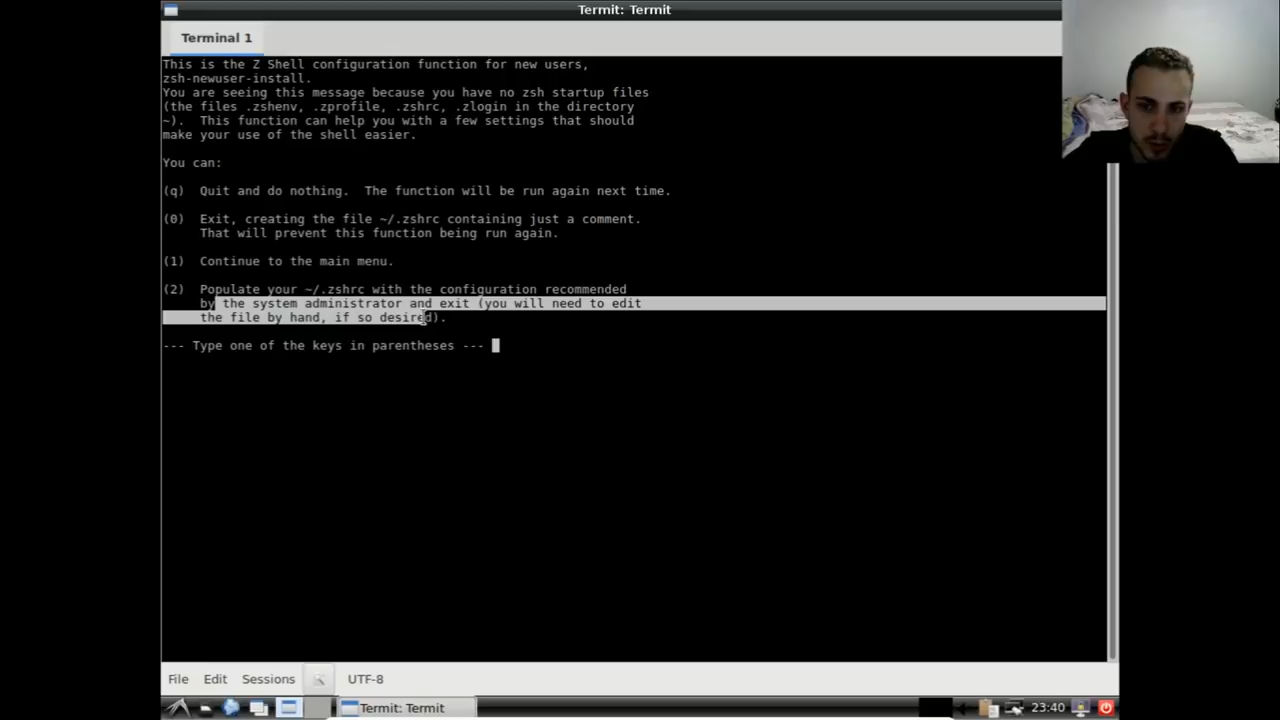 Termit: Termit
Terminal 1
This is the Z Shell configuration function for new users,
zsh-newuser-install.
You are seeing this message because you have no zsh startup files
(the files .zshenv, .zprofile, .zshrc, .zlogin in the directory
~).  This function can help you with a few settings that should
make your use of the shell easier.
You can:
(q)  Quit and do nothing.  The function will be run again next time.
(0)  Exit, creating the file ~/.zshrc containing just a comment.
That will prevent this function being run again.
(1)  Continue to the main menu.
(2)  Populate your ~/.zshrc with the configuration recommended
by the system administrator and exit (you will need to edit
the file by hand, if so desired).
--- Type one of the keys in parentheses ---
File Edit Sessions UTF-8
Termit: Termit 23:40